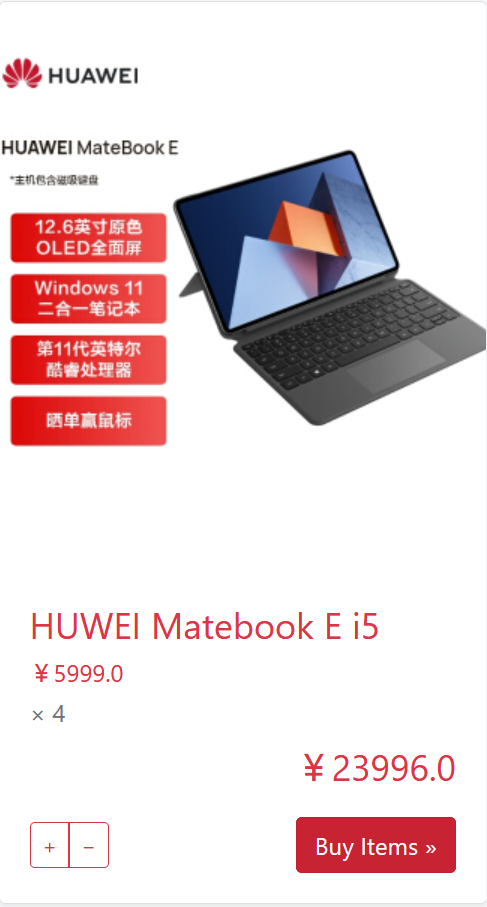 HUAWEI
HUAWEI MateBook E
*主机包含磁吸键盘
12.6英寸原色
OLED全面屏
Windows 11
二合一笔记本
第11代英特尔
酷睿处理器
晒单赢鼠标
HUWEI Matebook E i5
￥5999.0
× 4
￥23996.0
+ −
Buy Items »